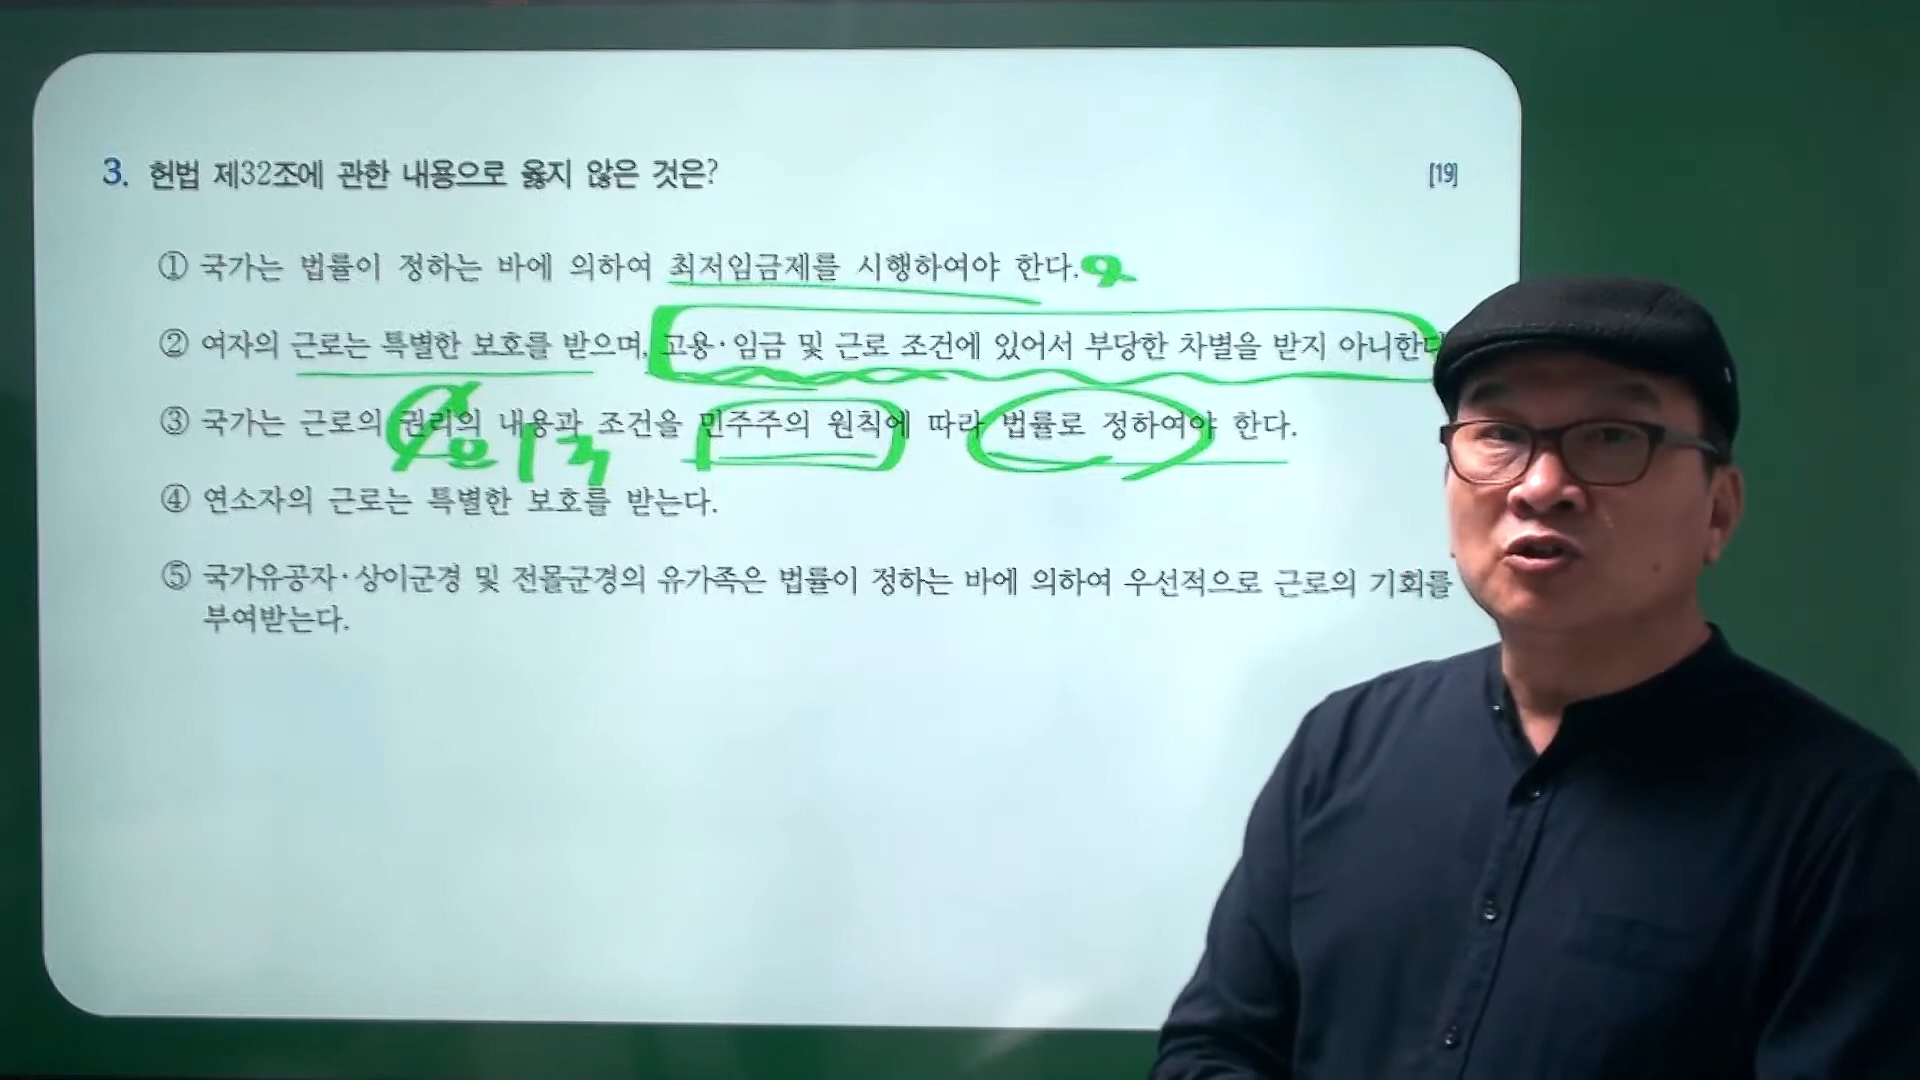 3. 헌법 제32조에 관한 내용으로 옳지 않은 것은? [19]
① 국가는 법률이 정하는 바에 의하여 최저임금제를 시행하여야 한다.
② 여자의 근로는 특별한 보호를 받으며, 고용·임금 및 근로 조건에 있어서 부당한 차별을 받지 아니한다
③ 국가는 근로의 권리의 내용과 조건을 민주주의 원칙에 따라 법률로 정하여야 한다.
의무
④ 연소자의 근로는 특별한 보호를 받는다.
⑤ 국가유공자·상이군경 및 전몰군경의 유가족은 법률이 정하는 바에 의하여 우선적으로 근로의 기회를
부여받는다.